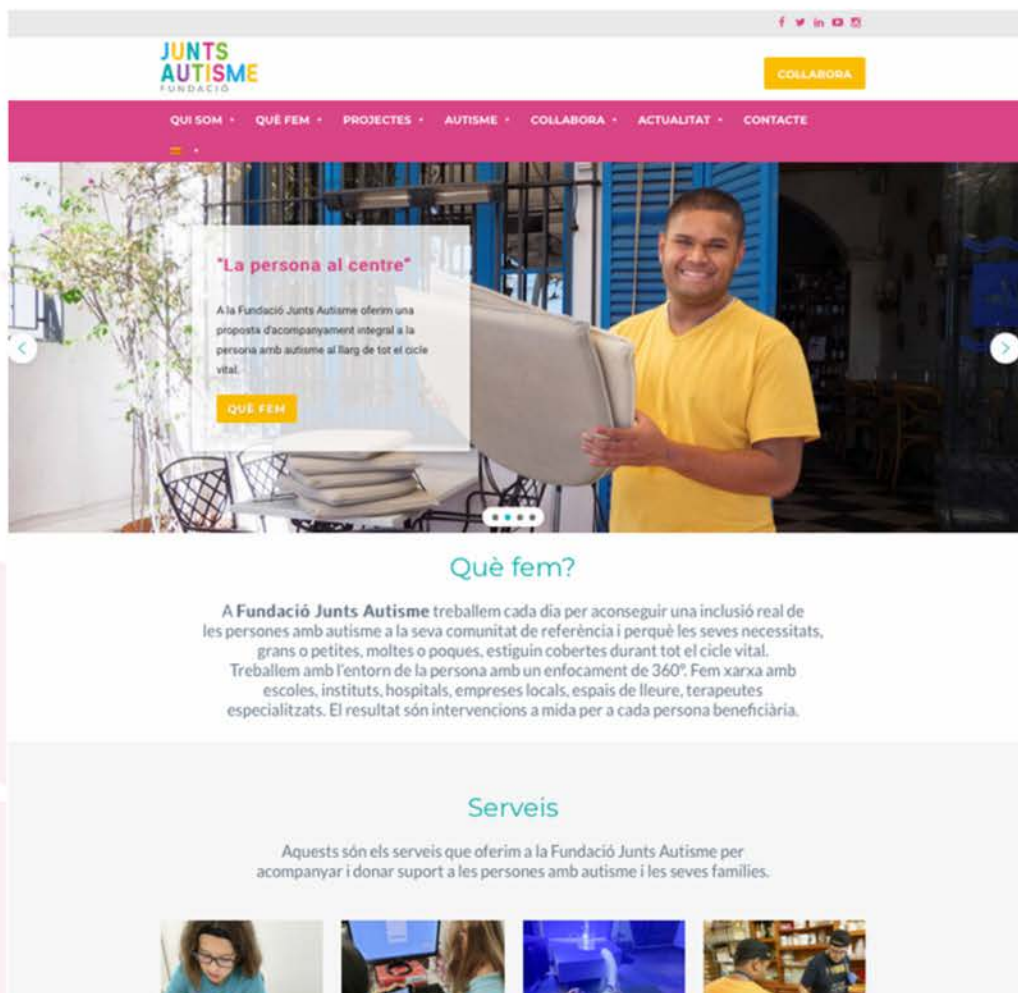 JUNTS
AUTISME
FUNDACIÓ
COL·LABORA
QUI SOM
QUÈ FEM
PROJECTES
AUTISME
COL·LABORA
ACTUALITAT
CONTACTE
"La persona al centre"
A la Fundació Junts Autisme oferim una
proposta d'acompanyament integral a la
persona amb autisme al llarg de tot el cicle
vital.
QUÈ FEM
Què fem?
A Fundació Junts Autisme treballem cada dia per aconseguir una inclusió real de
les persones amb autisme a la seva comunitat de referència i perquè les seves necessitats,
grans o petites, moltes o poques, estiguin cobertes durant tot el cicle vital.
Treballem amb l'entorn de la persona amb un enfocament de 360º. Fem xarxa amb
escoles, instituts, hospitals, empreses locals, espais de lleure, terapeutes
especialitzats. El resultat són intervencions a mida per a cada persona beneficiària.
Serveis
Aquests són els serveis que oferim a la Fundació Junts Autisme per
acompanyar i donar suport a les persones amb autisme i les seves famílies.